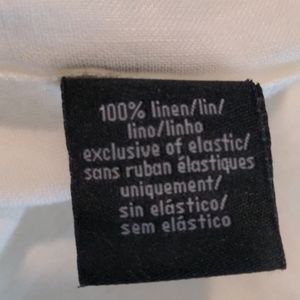 100% linen/lin/
lino/linho
exclusive of elastic/
sans ruban élastiques
uniquement/
sin elástico/
sem elástico